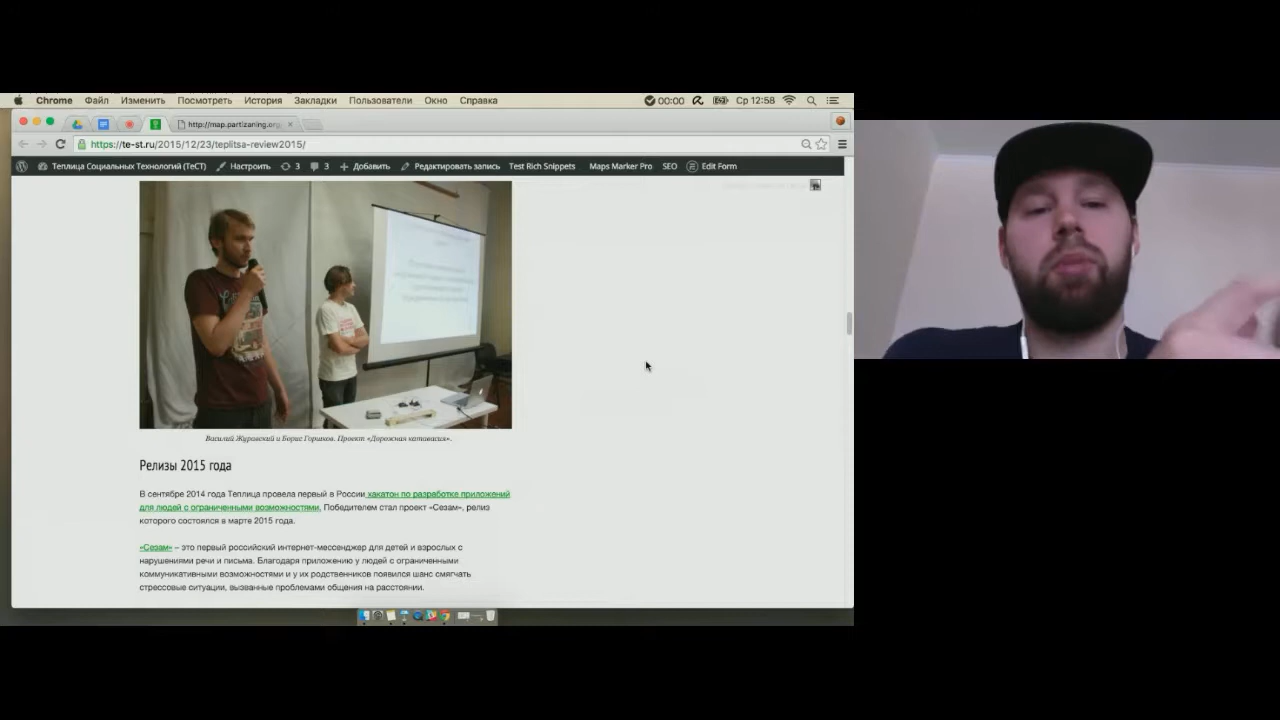 Chrome Файл Изменить Посмотреть История Закладки Пользователи Окно Справка 00:00 Ср 12:58
http://map.partizaning.org
https://te-st.ru/2015/12/23/teplitsa-review2015/
Теплица Социальных Технологий (ТеСТ) Настроить 3 3 Добавить Редактировать запись Test Rich Snippets Maps Marker Pro SEO Edit Form
Василий Журавский и Борис Горшков. Проект «Дорожная катавасия».
Релизы 2015 года
В сентябре 2014 года Теплица провела первый в России хакатон по разработке приложений
для людей с ограниченными возможностями. Победителем стал проект «Сезам», релиз
которого состоялся в марте 2015 года.
«Сезам» – это первый российский интернет-мессенджер для детей и взрослых с
нарушениями речи и письма. Благодаря приложению у людей с ограниченными
коммуникативными возможностями и у их родственников появился шанс смягчать
стрессовые ситуации, вызванные проблемами общения на расстоянии.